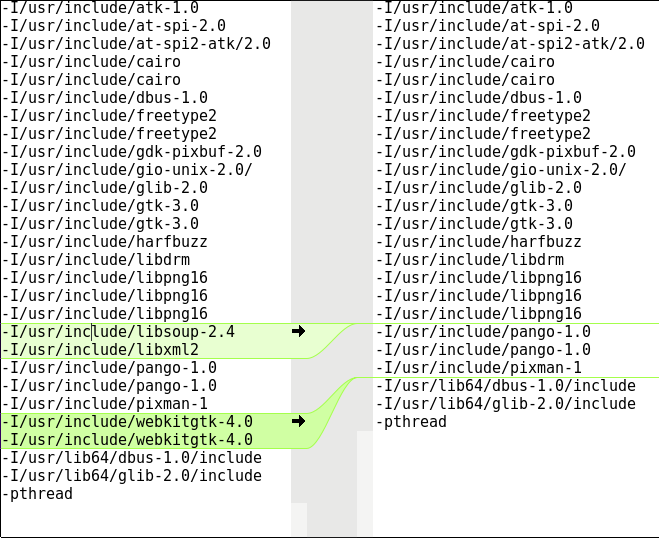 -I/usr/include/atk-1.0
-I/usr/include/at-spi-2.0
-I/usr/include/at-spi2-atk/2.0
-I/usr/include/cairo
-I/usr/include/cairo
-I/usr/include/dbus-1.0
-I/usr/include/freetype2
-I/usr/include/freetype2
-I/usr/include/gdk-pixbuf-2.0
-I/usr/include/gio-unix-2.0/
-I/usr/include/glib-2.0
-I/usr/include/gtk-3.0
-I/usr/include/gtk-3.0
-I/usr/include/harfbuzz
-I/usr/include/libdrm
-I/usr/include/libpng16
-I/usr/include/libpng16
-I/usr/include/libpng16
-I/usr/include/libsoup-2.4
-I/usr/include/libxml2
-I/usr/include/pango-1.0
-I/usr/include/pango-1.0
-I/usr/include/pixman-1
-I/usr/include/webkitgtk-4.0
-I/usr/include/webkitgtk-4.0
-I/usr/lib64/dbus-1.0/include
-I/usr/lib64/glib-2.0/include
-pthread
-I/usr/include/atk-1.0
-I/usr/include/at-spi-2.0
-I/usr/include/at-spi2-atk/2.0
-I/usr/include/cairo
-I/usr/include/cairo
-I/usr/include/dbus-1.0
-I/usr/include/freetype2
-I/usr/include/freetype2
-I/usr/include/gdk-pixbuf-2.0
-I/usr/include/gio-unix-2.0/
-I/usr/include/glib-2.0
-I/usr/include/gtk-3.0
-I/usr/include/gtk-3.0
-I/usr/include/harfbuzz
-I/usr/include/libdrm
-I/usr/include/libpng16
-I/usr/include/libpng16
-I/usr/include/libpng16
-I/usr/include/pango-1.0
-I/usr/include/pango-1.0
-I/usr/include/pixman-1
-I/usr/lib64/dbus-1.0/include
-I/usr/lib64/glib-2.0/include
-pthread